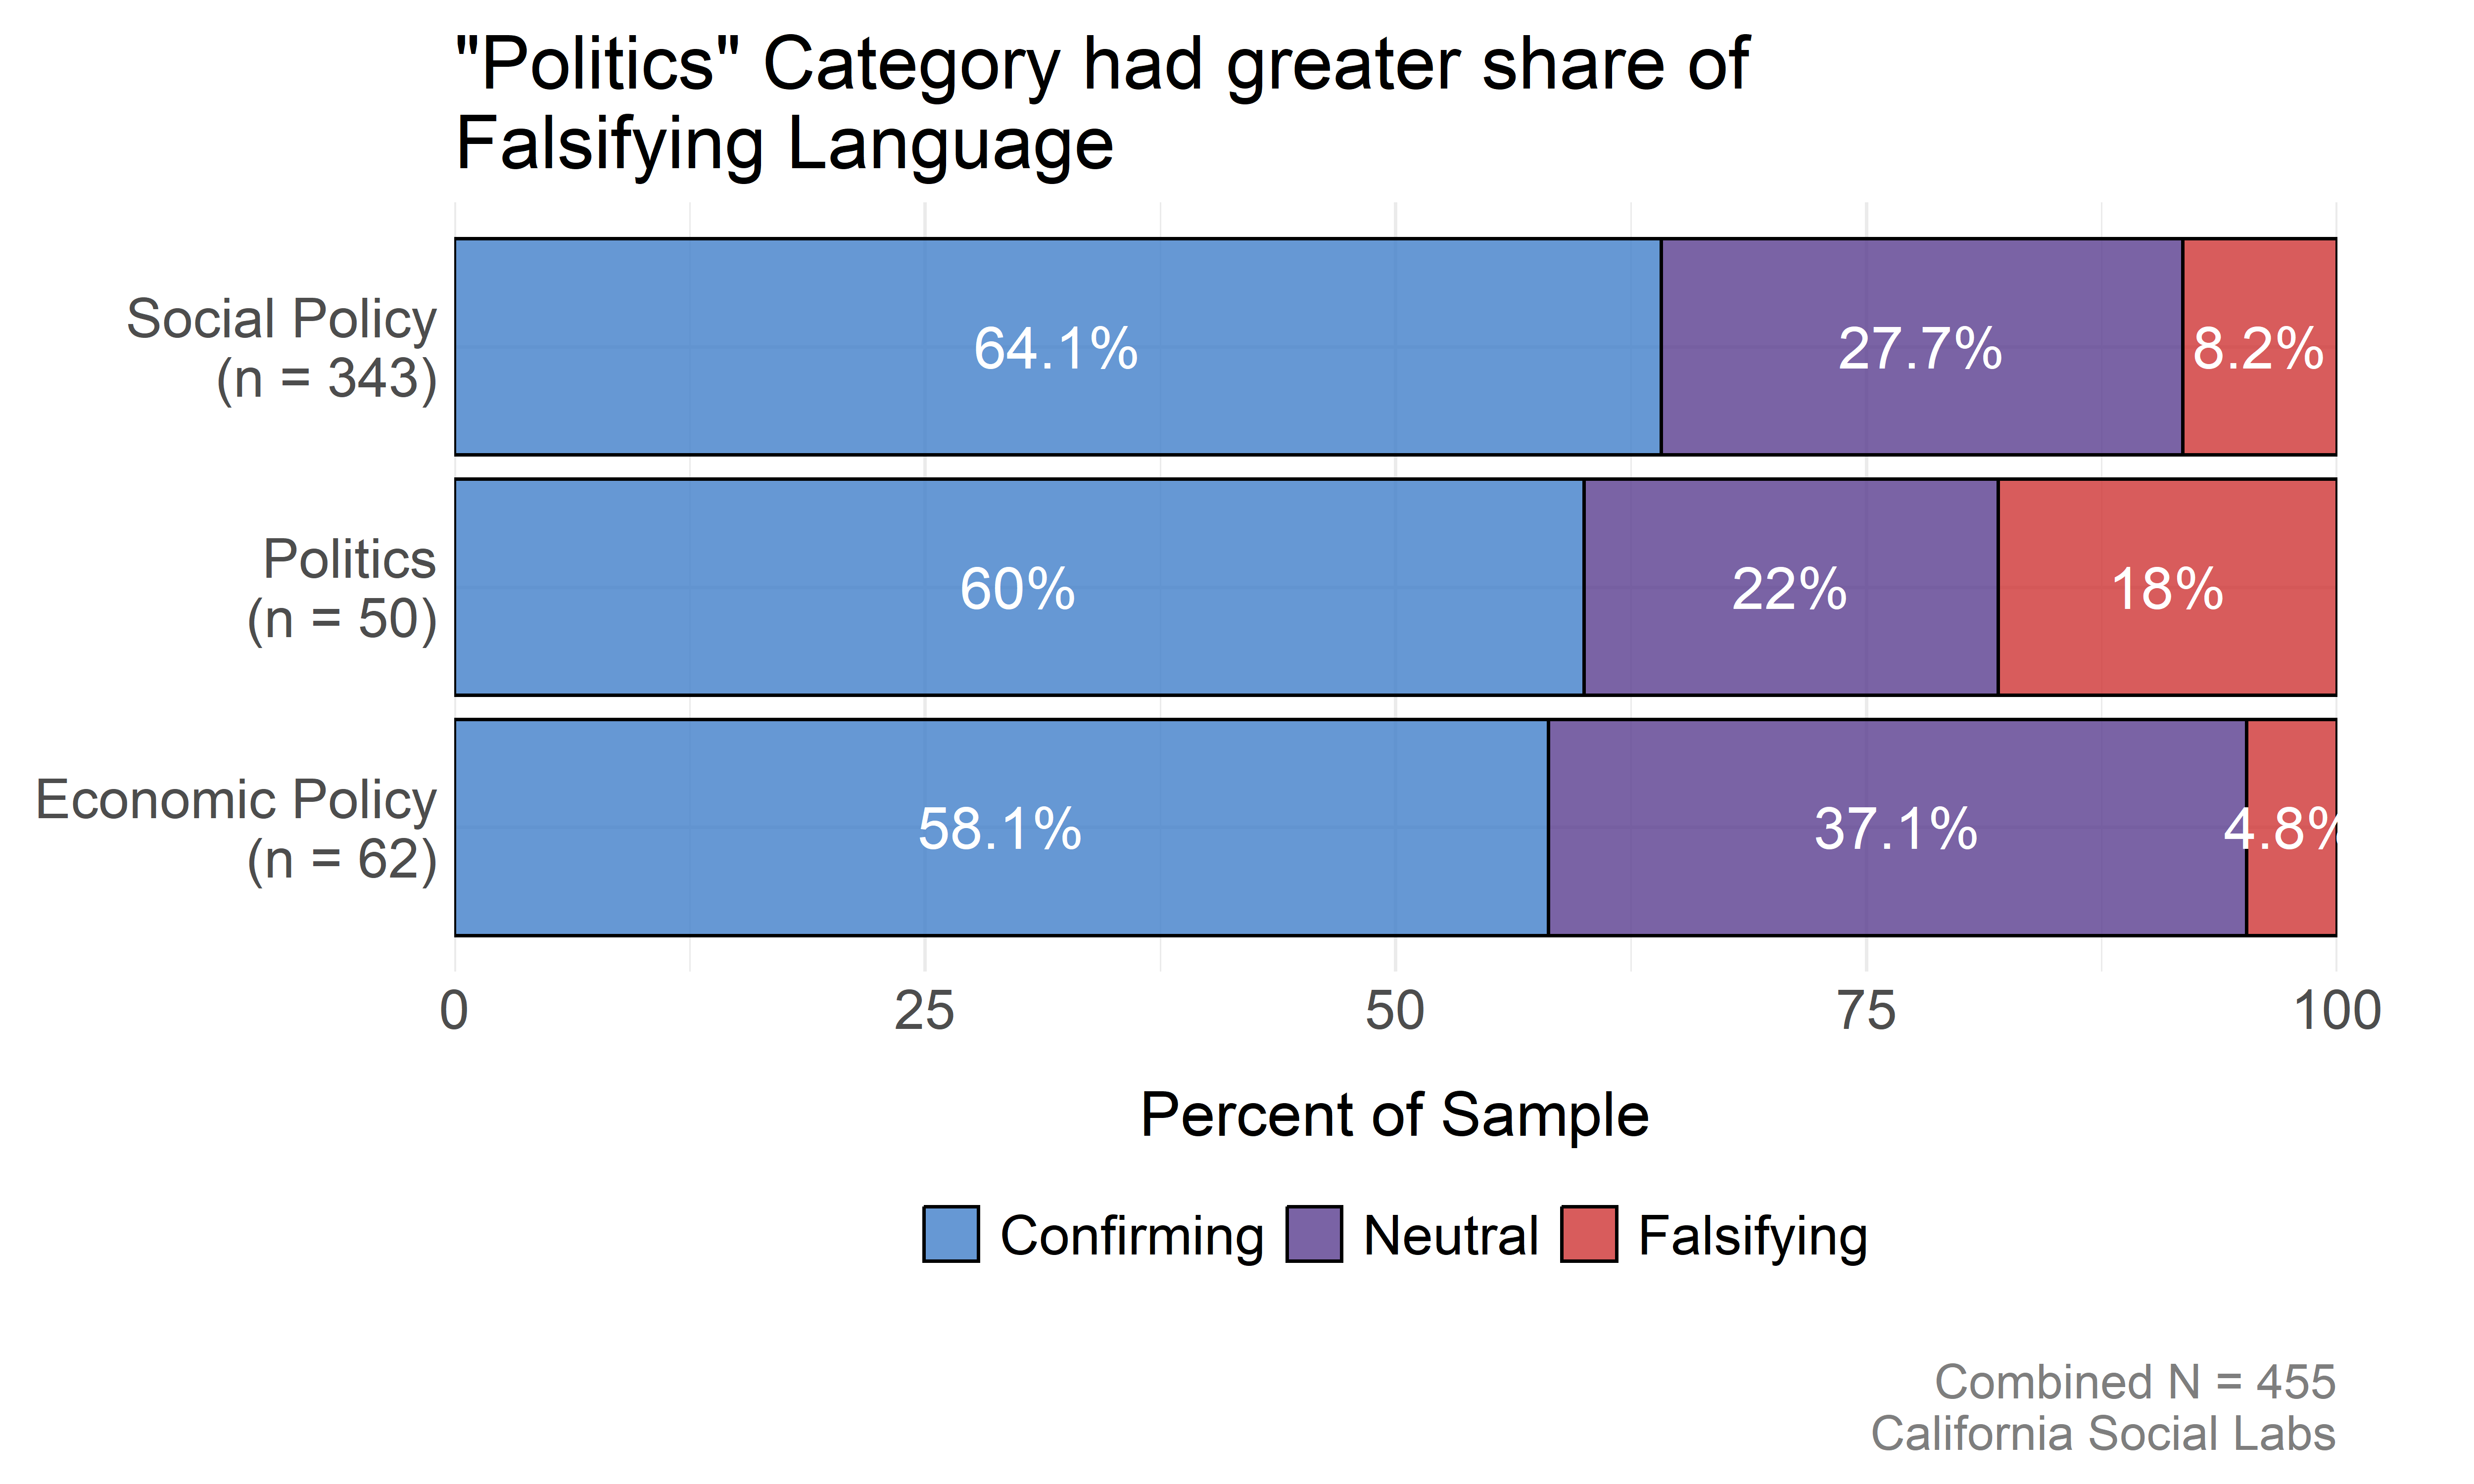 "Politics" Category had greater share of
Falsifying Language
Social Policy
(n = 343)
64.1%
27.7%
8.2%
Politics
(n = 50)
60%
22%
18%
Economic Policy
(n = 62)
58.1%
37.1%
4.8%
0
25
50
75
100
Percent of Sample
Confirming
Neutral
Falsifying
Combined N = 455
California Social Labs